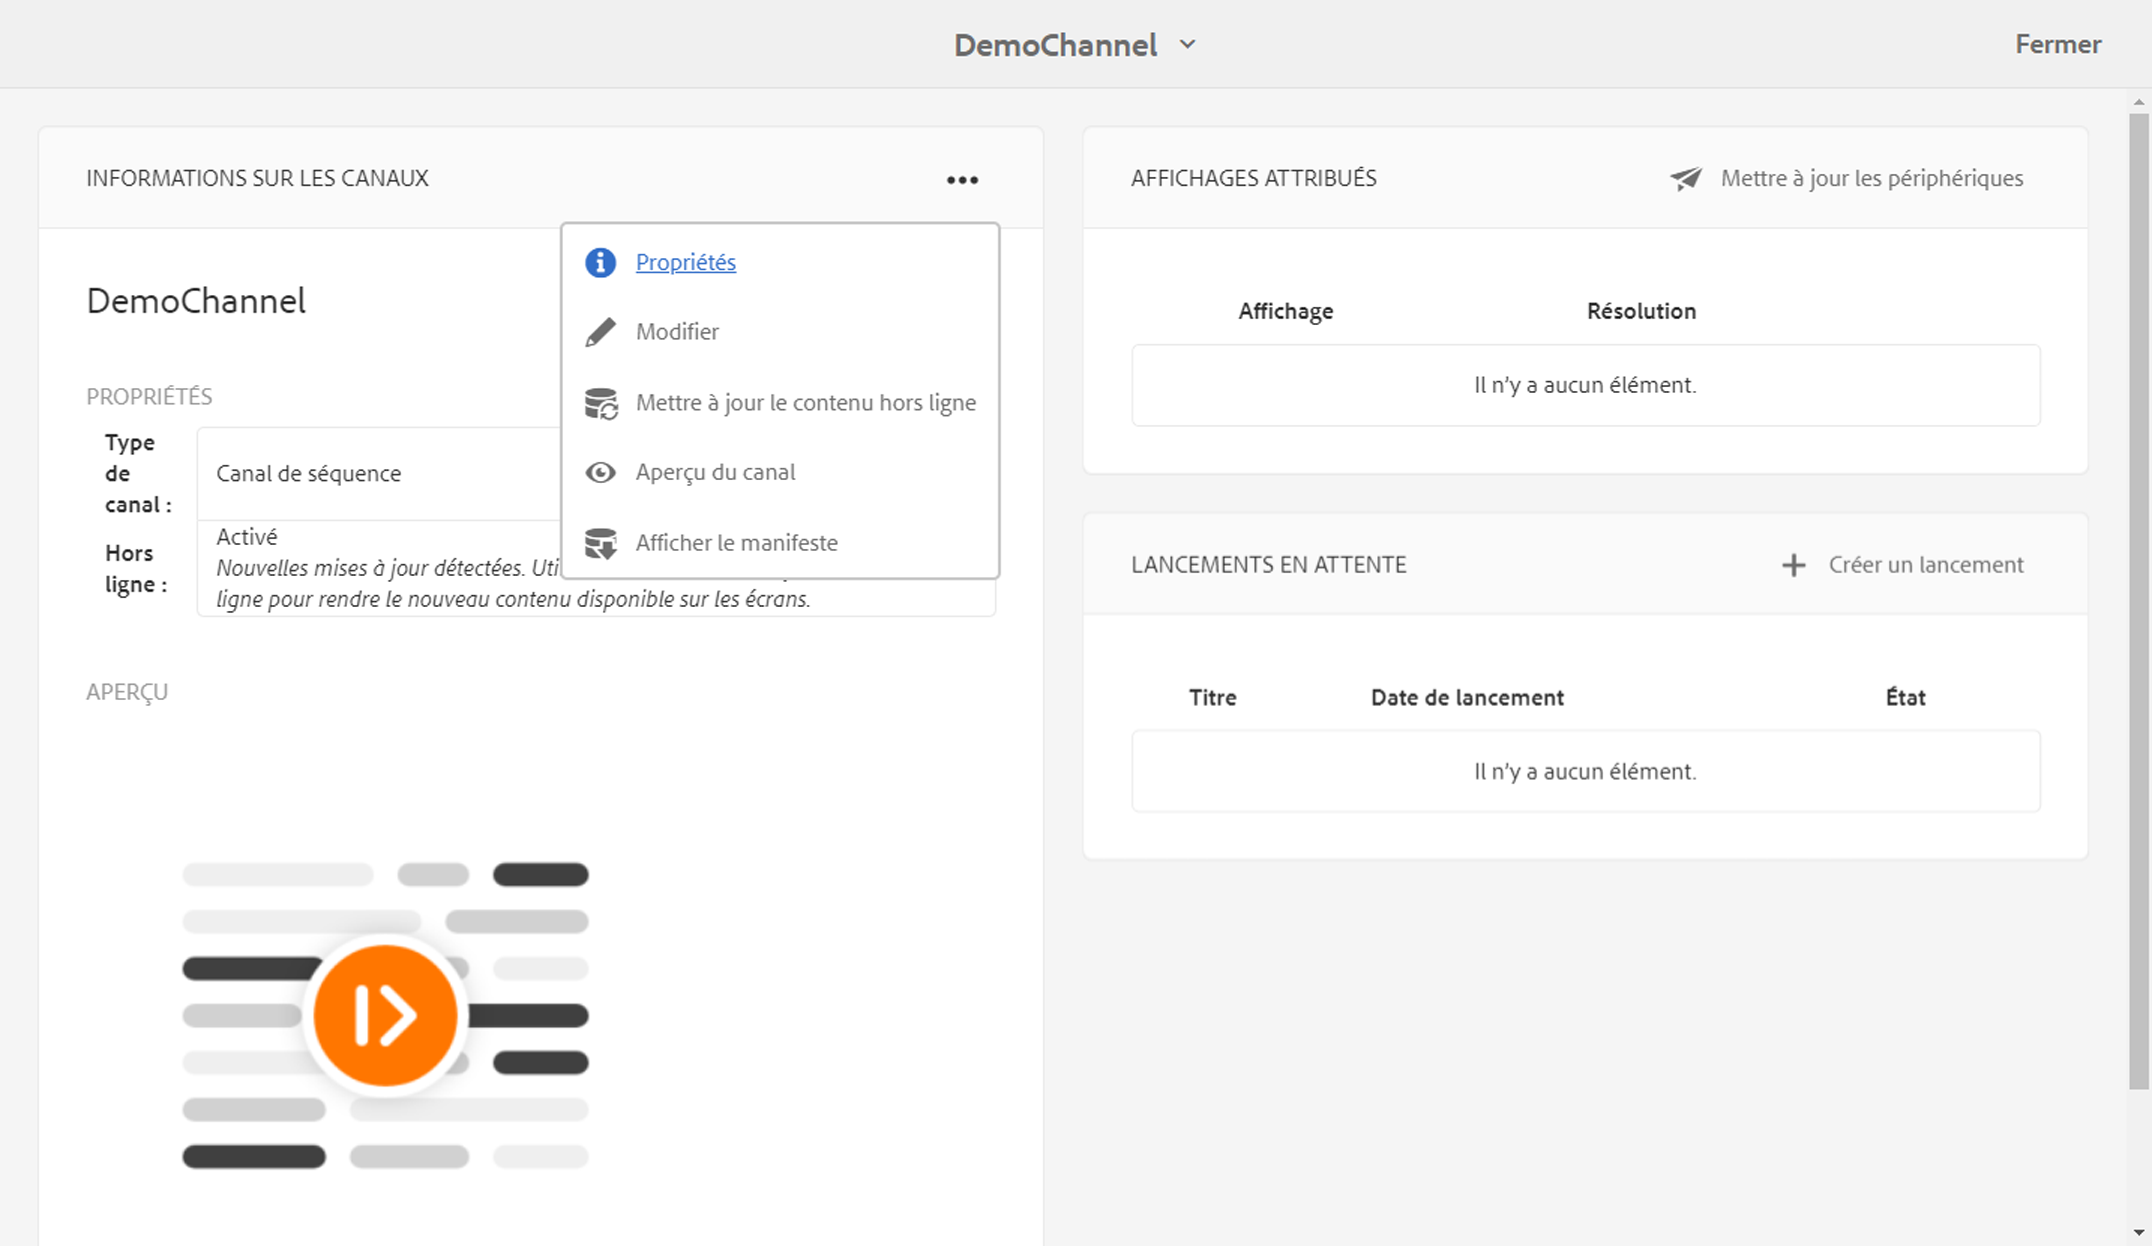 DemoChannel
Fermer
INFORMATIONS SUR LES CANAUX
Propriétés
Modifier
Mettre à jour le contenu hors ligne
Aperçu du canal
Afficher le manifeste
DemoChannel
PROPRIÉTÉS
Type
de
canal :
Canal de séquence
Hors
ligne :
Activé
Nouvelles mises à jour détectées. Uti
ligne pour rendre le nouveau contenu disponible sur les écrans.
APERÇU
AFFICHAGES ATTRIBUÉS
Mettre à jour les périphériques
Affichage Résolution
Il n’y a aucun élément.
LANCEMENTS EN ATTENTE
Créer un lancement
Titre Date de lancement État
Il n’y a aucun élément.